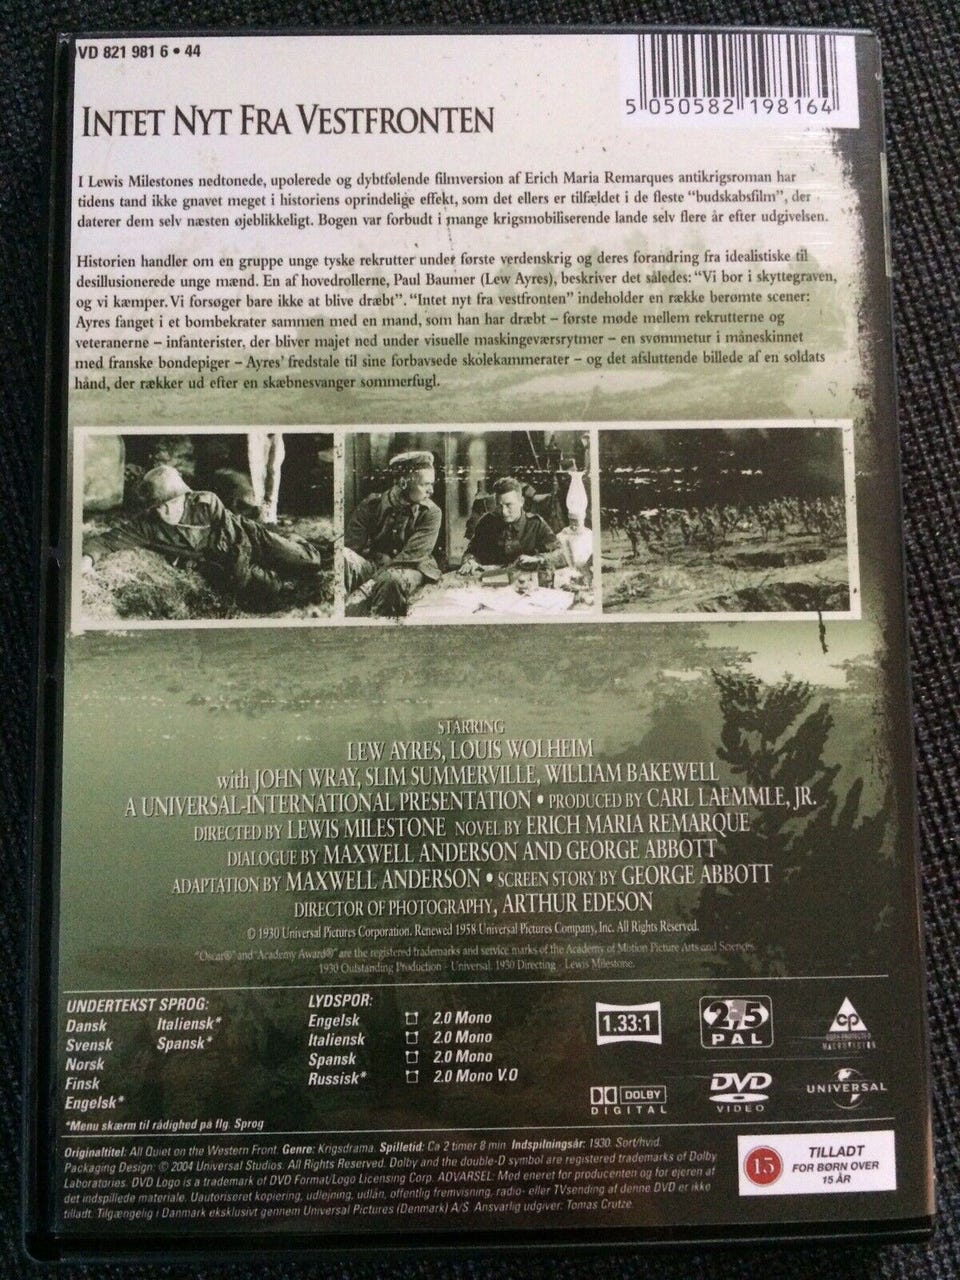 VD 821 981 6 • 44
5 050582 198164
INTET NYT FRA VESTFRONTEN
I Lewis Milestones nedtonede, upolerede og dybtfølende filmversion af Erich Maria Remarques antikrigsroman har
tidens tand ikke gnavet meget i historiens oprindelige effekt, som det ellers er tilfældet i de fleste "budskabsfilm", der
daterer dem selv næsten øjeblikkeligt. Bogen var forbudt i mange krigsmobiliserende lande selv flere år efter udgivelsen.
Historien handler om en gruppe unge tyske rekrutter under første verdenskrig og deres forandring fra idealistiske til
desillusionerede unge mænd. En af hovedrollerne, Paul Baumer (Lew Ayres), beskriver det således: "Vi bor i skyttegraven,
og vi kæmper. Vi forsøger bare ikke at blive dræbt". "Intet nyt fra vestfronten" indeholder en række berømte scener:
Ayres fanget i et bombekrater sammen med en mand, som han har dræbt – første møde mellem rekrutterne og
veteranerne – infanterister, der bliver majet ned under visuelle maskingeværsrytmer – en svømmetur i måneskinnet
med franske bondepiger – Ayres' fredstale til sine forbavsede skolekammerater – og det afsluttende billede af en soldats
hånd, der rækker ud efter en skæbnesvanger sommerfugl.
STARRING
LEW AYRES, LOUIS WOLHEIM
with JOHN WRAY, SLIM SUMMERVILLE, WILLIAM BAKEWELL
A UNIVERSAL-INTERNATIONAL PRESENTATION • PRODUCED BY CARL LAEMMLE, JR.
DIRECTED BY LEWIS MILESTONE NOVEL BY ERICH MARIA REMARQUE
DIALOGUE BY MAXWELL ANDERSON AND GEORGE ABBOTT
ADAPTATION BY MAXWELL ANDERSON • SCREEN STORY BY GEORGE ABBOTT
DIRECTOR OF PHOTOGRAPHY, ARTHUR EDESON
© 1930 Universal Pictures Corporation. Renewed 1958 Universal Pictures Company, Inc. All Rights Reserved.
"Oscar®" and "Academy Award®" are the registered trademarks and service marks of the Academy of Motion Picture Arts and Sciences.
1930 Outstanding Production - Universal. 1930 Directing - Lewis Milestone.
UNDERTEKST SPROG:
Dansk Italiensk*
Svensk Spansk*
Norsk
Finsk
Engelsk*
*Menu skærm til rådighed på flg. Sprog
LYDSPOR:
Engelsk 2.0 Mono
Italiensk 2.0 Mono
Spansk 2.0 Mono
Russisk* 2.0 Mono V.O
1.33:1
2,5
PAL
CP
COPY PROTECTED
MACROVISION
DOLBY
DIGITAL
DVD
VIDEO
UNIVERSAL
Originaltitel: All Quiet on the Western Front. Genre: Krigsdrama. Spilletid: Ca 2 timer 8 min. Indspilningsår: 1930. Sort/hvid.
Packaging Design: © 2004 Universal Studios. All Rights Reserved. Dolby and the double-D symbol are registered trademarks of Dolby
Laboratories. DVD Logo is a trademark of DVD Format/Logo Licensing Corp. ADVARSEL: Med eneret for producenten og for ejeren af
det indspillede materiale. Uautoriseret kopiering, udlejning, udlån, offentlig fremvisning, radio- eller TVsending af denne DVD er ikke
tilladt. Tilgængelig i Danmark eksklusivt gennem Universal Pictures (Denmark) A/S Ansvarlig udgiver: Tomas Crutze.
15
TILLADT
FOR BØRN OVER
15 ÅR